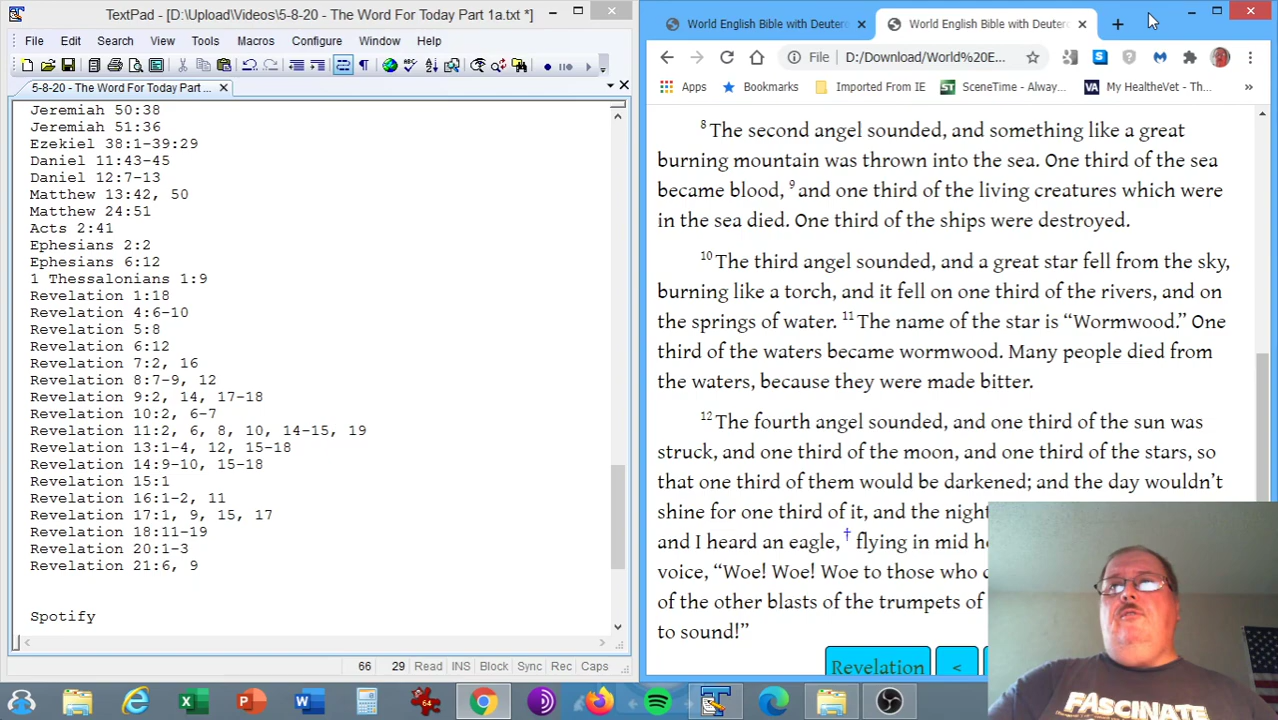 TextPad - [D:\Upload\Videos\5-8-20 - The Word For Today Part 1a.txt *]
File Edit Search View Tools Macros Configure Window Help
5-8-20 - The Word For Today Part ...
Jeremiah 50:38
Jeremiah 51:36
Ezekiel 38:1-39:29
Daniel 11:43-45
Daniel 12:7-13
Matthew 13:42, 50
Matthew 24:51
Acts 2:41
Ephesians 2:2
Ephesians 6:12
1 Thessalonians 1:9
Revelation 1:18
Revelation 4:6-10
Revelation 5:8
Revelation 6:12
Revelation 7:2, 16
Revelation 8:7-9, 12
Revelation 9:2, 14, 17-18
Revelation 10:2, 6-7
Revelation 11:2, 6, 8, 10, 14-15, 19
Revelation 13:1-4, 12, 15-18
Revelation 14:9-10, 15-18
Revelation 15:1
Revelation 16:1-2, 11
Revelation 17:1, 9, 15, 17
Revelation 18:11-19
Revelation 20:1-3
Revelation 21:6, 9
Spotify
66 29 Read INS Block Sync Rec Caps
World English Bible with Deutero
World English Bible with Deutero
File D:/Download/World%20E...
Apps Bookmarks Imported From IE ST SceneTime - Alway... VA My HealtheVet - Th... »
8 The second angel sounded, and something like a great
burning mountain was thrown into the sea. One third of the sea
became blood, 9 and one third of the living creatures which were
in the sea died. One third of the ships were destroyed.
10 The third angel sounded, and a great star fell from the sky,
burning like a torch, and it fell on one third of the rivers, and on
the springs of water. 11 The name of the star is “Wormwood.” One
third of the waters became wormwood. Many people died from
the waters, because they were made bitter.
12 The fourth angel sounded, and one third of the sun was
struck, and one third of the moon, and one third of the stars, so
that one third of them would be darkened; and the day wouldn’t
shine for one third of it, and the night
and I heard an eagle,† flying in mid
voice, “Woe! Woe! Woe to those who
of the other blasts of the trumpets of
to sound!”
Revelation <
FASCINATE
64